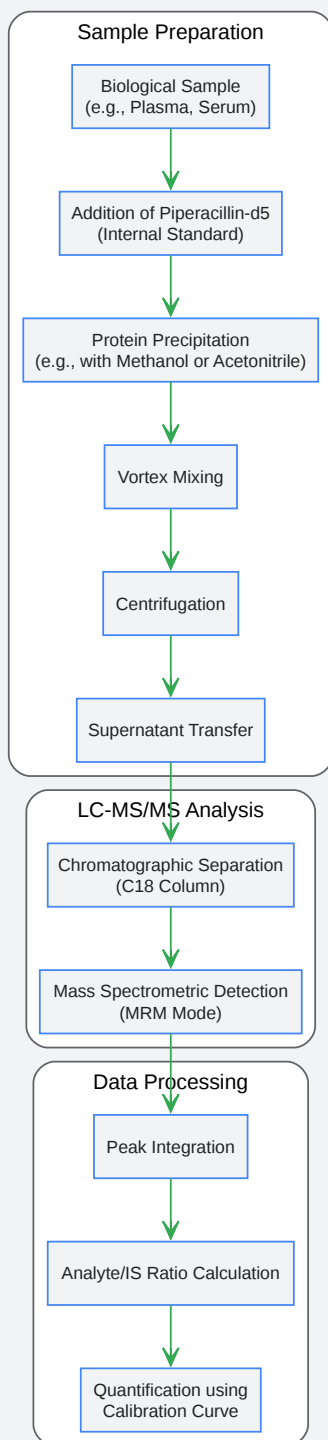 Sample Preparation
Biological Sample
(e.g., Plasma, Serum)
Addition of Piperacillin-d5
(Internal Standard)
Protein Precipitation
(e.g., with Methanol or Acetonitrile)
Vortex Mixing
Centrifugation
Supernatant Transfer
LC-MS/MS Analysis
Chromatographic Separation
(C18 Column)
Mass Spectrometric Detection
(MRM Mode)
Data Processing
Peak Integration
Analyte/IS Ratio Calculation
Quantification using
Calibration Curve